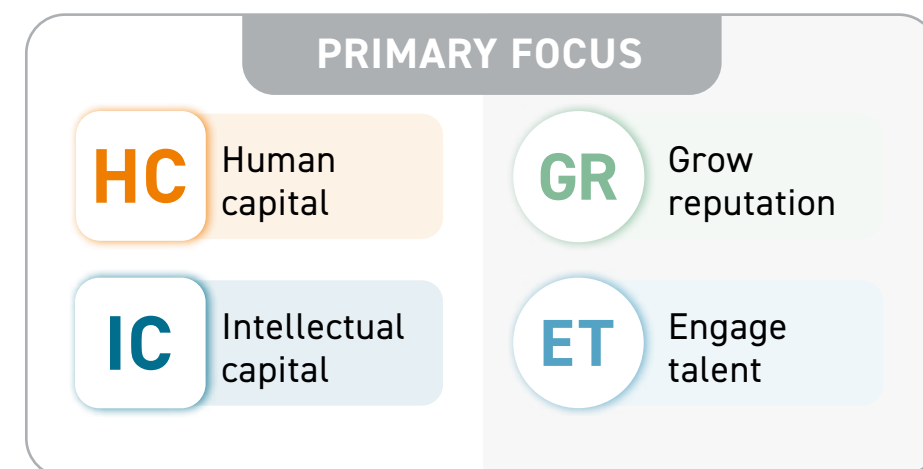 PRIMARY FOCUS
HC
Human
capital
GR
Grow
reputation
IC
Intellectual
capital
ET
Engage
talent